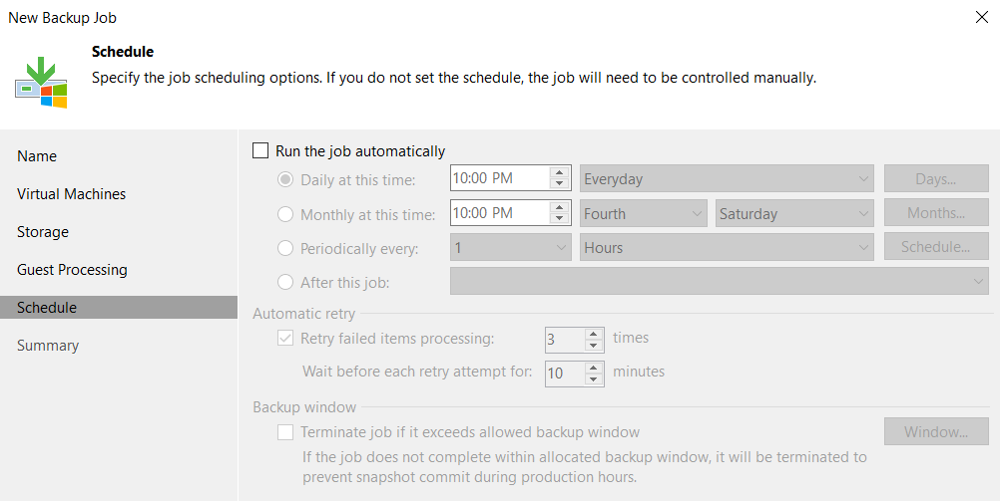 New Backup Job
Schedule
Specify the job scheduling options. If you do not set the schedule, the job will need to be controlled manually.
Name
Virtual Machines
Storage
Guest Processing
Schedule
Summary
Run the job automatically
Daily at this time: 10:00 PM Everyday Days...
Monthly at this time: 10:00 PM Fourth Saturday Months...
Periodically every: 1 Hours Schedule...
After this job:
Automatic retry
Retry failed items processing: 3 times
Wait before each retry attempt for: 10 minutes
Backup window
Terminate job if it exceeds allowed backup window Window...
If the job does not complete within allocated backup window, it will be terminated to
prevent snapshot commit during production hours.